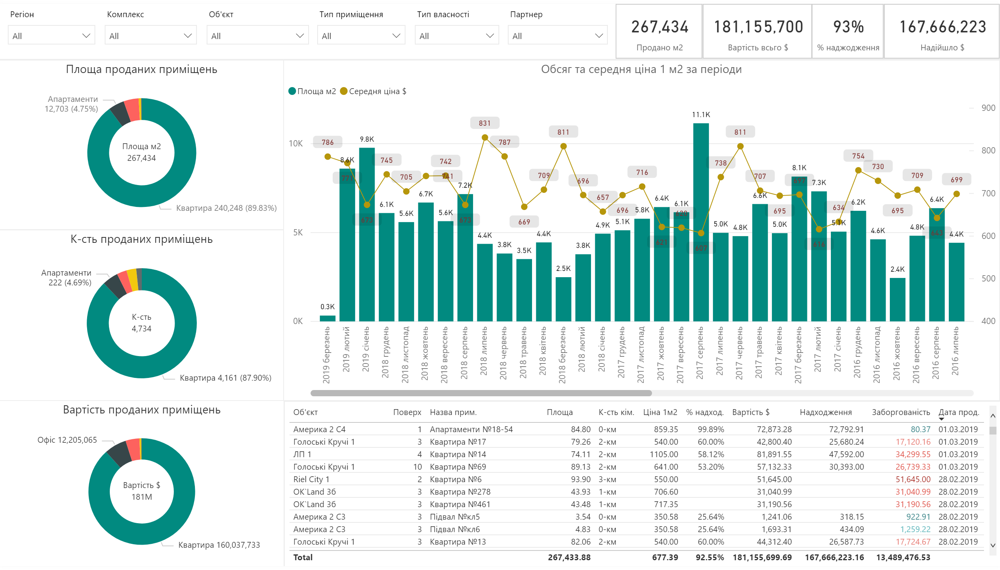 Регіон
All
Комплекс
All
Об'єкт
All
Тип приміщення
All
Тип власності
All
Партнер
All
267,434
Продано м2
181,155,700
Вартість всьго $
93%
% наджодження
167,666,223
Надійшло $
Площа проданих приміщень
Апартаменти
12,703 (4.75%)
Площа м2
267,434
Квартира 240,248 (89.83%)
К-сть проданих приміщень
Апартаменти
222 (4.69%)
К-сть
4,734
Квартира 4,161 (87.90%)
Вартість проданих приміщень
Офіс 12,205,065
Вартість $
181M
Квартира 160,037,733
Обсяг та середня ціна 1 м2 за періоди
Площа м2 Середня ціна $
10K
5K
0K
900
800
700
600
500
400
786 771 673 745 705 742 741 673 831 787 669 709 811 696 657 696 716 621 620 607 738 811 707 695 697 616 634 754 730 695 709 643 699
0.3K 8.6K 9.8K 6.1K 5.6K 6.7K 5.6K 7.2K 4.4K 3.8K 3.5K 4.4K 2.5K 3.8K 4.9K 5.1K 5.8K 6.4K 6.1K 11.1K 5.0K 4.8K 6.6K 5.0K 8.1K 7.3K 5.1K 6.2K 4.6K 2.4K 4.8K 6.4K 4.4K
2019 березень
2019 лютий
2019 січень
2018 грудень
2018 листопад
2018 жовтень
2018 вересень
2018 серпень
2018 липень
2018 червень
2018 травень
2018 квітень
2018 березень
2018 лютий
2018 січень
2017 грудень
2017 листопад
2017 жовтень
2017 вересень
2017 серпень
2017 липень
2017 червень
2017 травень
2017 квітень
2017 березень
2017 лютий
2017 січень
2016 грудень
2016 листопад
2016 жовтень
2016 вересень
2016 серпень
2016 липень
Об'єкт Поверх Назва прим. Площа К-сть кім. Ціна 1м2 % надход. Вартість $ Надходження Заборгованість Дата прод.
Америка 2 С4 1 Апартаменти №18-54 84.80 0-км 859.35 99.89% 72,873.28 72,792.91 80.37 01.03.2019
Голоські Кручі 1 3 Квартира №17 79.26 2-км 540.00 60.00% 42,800.40 25,680.24 17,120.16 01.03.2019
ЛП 1 4 Квартира №14 74.11 2-км 1105.00 58.12% 81,891.55 47,592.00 34,299.55 01.03.2019
Голоські Кручі 1 10 Квартира №69 89.13 2-км 641.00 53.20% 57,132.33 30,393.00 26,739.33 01.03.2019
Riel City 1 2 Квартира №6 93.90 3-км 550.00 51,645.00 51,645.00 28.02.2019
OK`Land 36 3 Квартира №278 43.93 1-км 706.60 31,040.99 31,040.99 28.02.2019
OK`Land 36 3 Квартира №461 43.48 1-км 717.35 31,190.56 31,190.56 28.02.2019
Америка 2 С3 3 Підвал №кл5 3.54 0-км 350.58 25.64% 1,241.06 318.15 922.91 28.02.2019
Америка 2 С3 3 Підвал №кл6 4.83 0-км 350.58 25.64% 1,693.31 434.09 1,259.22 28.02.2019
Голоські Кручі 1 3 Квартира №13 82.06 2-км 540.00 60.00% 44,312.40 26,587.73 17,724.67 28.02.2019
Total 267,433.88 677.39 92.55% 181,155,699.69 167,666,223.16 13,489,476.53